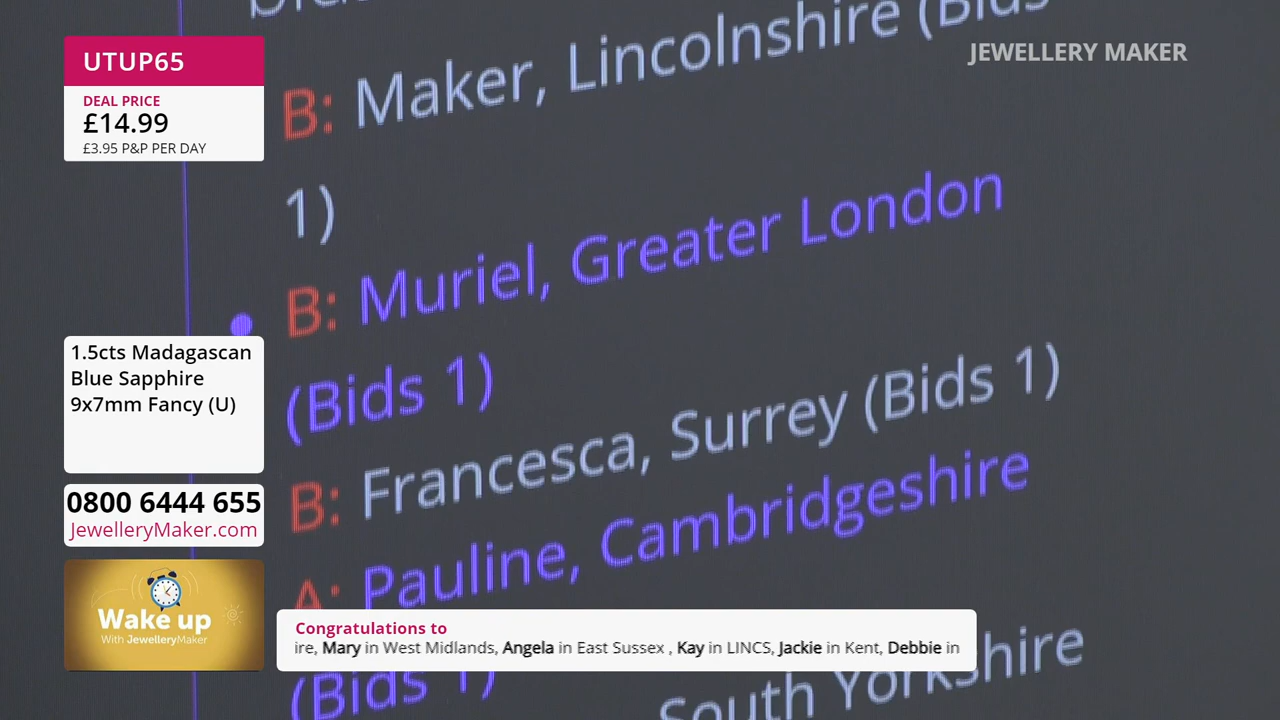 UTUP65
DEAL PRICE
£14.99
£3.95 P&P PER DAY
JEWELLERY MAKER
B: Maker, Lincolnshire (Bids
1)
B: Muriel, Greater London
(Bids 1)
B: Francesca, Surrey (Bids 1)
A: Pauline, Cambridgeshire
(Bids 1)
South Yorkshire
1.5cts Madagascan
Blue Sapphire
9x7mm Fancy (U)
0800 6444 655
JewelleryMaker.com
Wake up
With JewelleryMaker
Congratulations to
ire, Mary in West Midlands, Angela in East Sussex , Kay in LINCS, Jackie in Kent, Debbie in